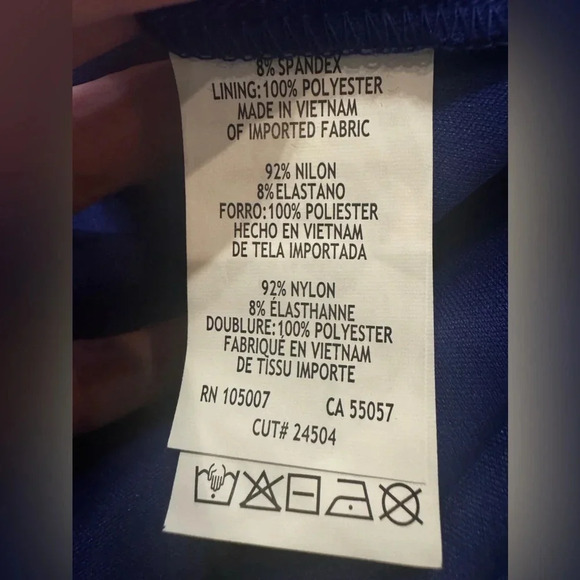 8% SPANDEX
LINING:100% POLYESTER
MADE IN VIETNAM
OF IMPORTED FABRIC
92% NILON
8% ELASTANO
FORRO:100% POLIESTER
HECHO EN VIETNAM
DE TELA IMPORTADA
92% NYLON
8% ÉLASTHANNE
DOUBLURE:100% POLYESTER
FABRIQUÉ EN VIETNAM
DE TISSU IMPORTE
RN 105007 CA 55057
CUT# 24504